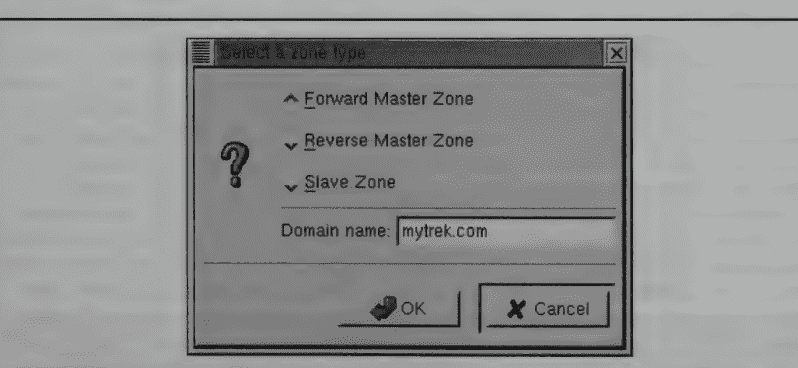 Select a zone type
Forward Master Zone
Reverse Master Zone
Slave Zone
Domain name: mytrek.com
OK Cancel